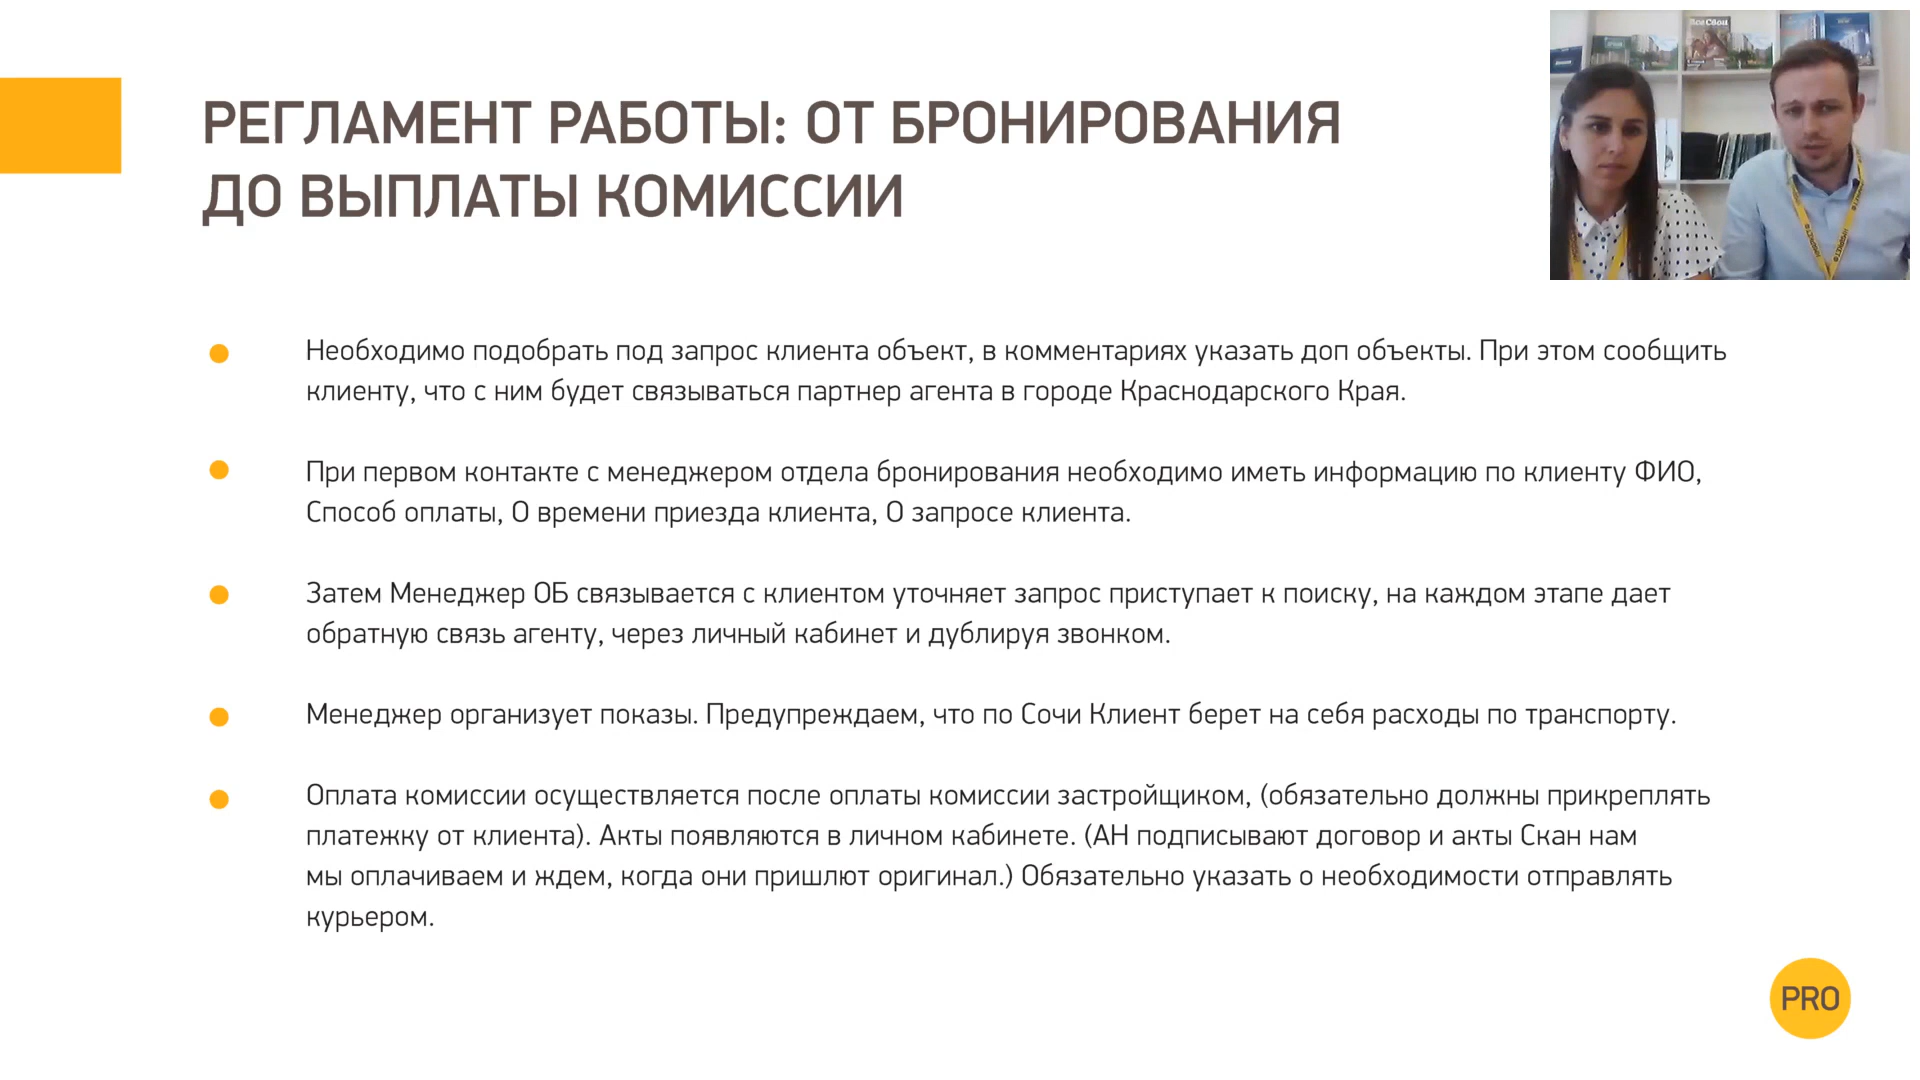 РЕГЛАМЕНТ РАБОТЫ: ОТ БРОНИРОВАНИЯ
ДО ВЫПЛАТЫ КОМИССИИ
Все Свои
Необходимо подобрать под запрос клиента объект, в комментариях указать доп объекты. При этом сообщить
клиенту, что с ним будет связываться партнер агента в городе Краснодарского Края.
При первом контакте с менеджером отдела бронирования необходимо иметь информацию по клиенту ФИО,
Способ оплаты, О времени приезда клиента, О запросе клиента.
Затем Менеджер ОБ связывается с клиентом уточняет запрос приступает к поиску, на каждом этапе дает
обратную связь агенту, через личный кабинет и дублируя звонком.
Менеджер организует показы. Предупреждаем, что по Сочи Клиент берет на себя расходы по транспорту.
Оплата комиссии осуществляется после оплаты комиссии застройщиком, (обязательно должны прикреплять
платежку от клиента). Акты появляются в личном кабинете. (АН подписывают договор и акты Скан нам
мы оплачиваем и ждем, когда они пришлют оригинал.) Обязательно указать о необходимости отправлять
курьером.
PRO